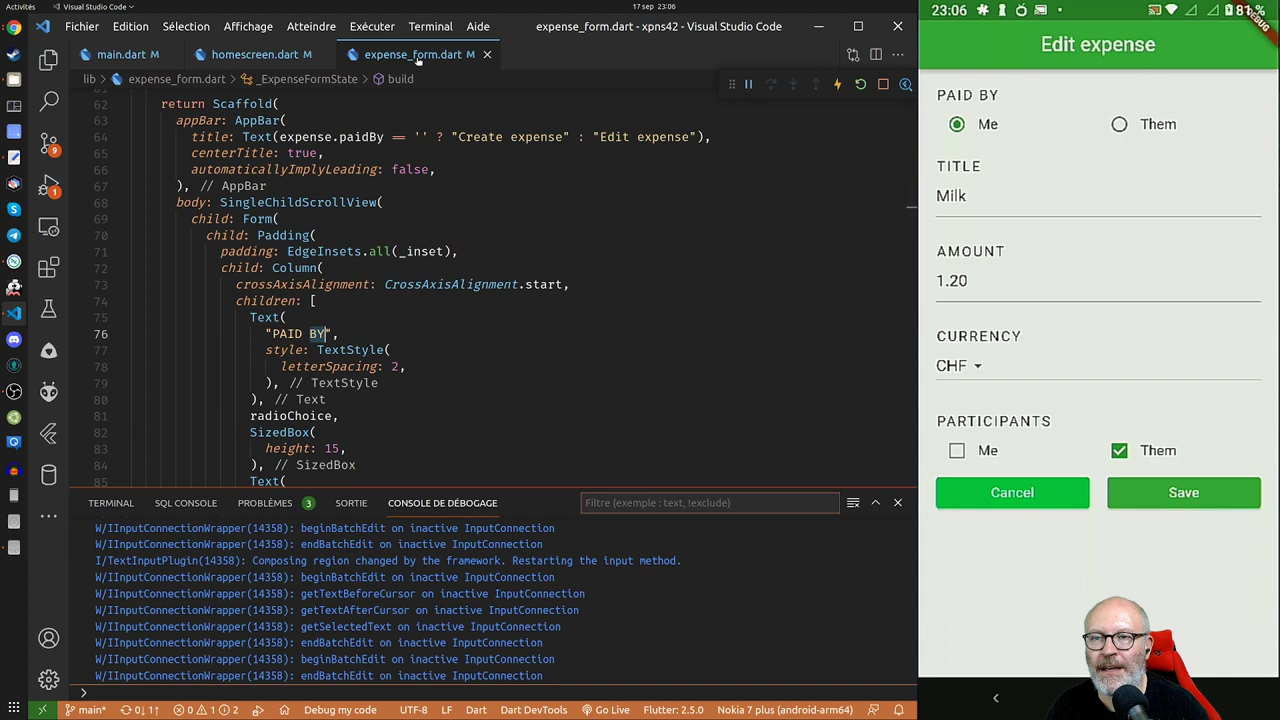 Activités
Visual Studio Code
17 sep 23:06
Fichier Edition Sélection Affichage Atteindre Exécuter Terminal Aide
expense_form.dart - xpns42 - Visual Studio Code
main.dart M
homescreen.dart M
expense_form.dart M
lib > expense_form.dart > _ExpenseFormState > build
61
62 return Scaffold(
63 appBar: AppBar(
64 title: Text(expense.paidBy == '' ? "Create expense" : "Edit expense"),
65 centerTitle: true,
66 automaticallyImplyLeading: false,
67 ), // AppBar
68 body: SingleChildScrollView(
69 child: Form(
70 child: Padding(
71 padding: EdgeInsets.all(_inset),
72 child: Column(
73 crossAxisAlignment: CrossAxisAlignment.start,
74 children: [
75 Text(
76 "PAID BY",
77 style: TextStyle(
78 letterSpacing: 2,
79 ), // TextStyle
80 ), // Text
81 radioChoice,
82 SizedBox(
83 height: 15,
84 ), // SizedBox
85 Text(
9
1
TERMINAL SQL CONSOLE PROBLÈMES 3 SORTIE CONSOLE DE DÉBOGAGE
Filtre (exemple : text, !exclude)
W/IInputConnectionWrapper(14358): beginBatchEdit on inactive InputConnection
W/IInputConnectionWrapper(14358): endBatchEdit on inactive InputConnection
I/TextInputPlugin(14358): Composing region changed by the framework. Restarting the input method.
W/IInputConnectionWrapper(14358): beginBatchEdit on inactive InputConnection
W/IInputConnectionWrapper(14358): getTextBeforeCursor on inactive InputConnection
W/IInputConnectionWrapper(14358): getTextAfterCursor on inactive InputConnection
W/IInputConnectionWrapper(14358): getSelectedText on inactive InputConnection
W/IInputConnectionWrapper(14358): endBatchEdit on inactive InputConnection
W/IInputConnectionWrapper(14358): beginBatchEdit on inactive InputConnection
W/IInputConnectionWrapper(14358): endBatchEdit on inactive InputConnection
main* 0↓ 1↑ 0 1 2 Debug my code UTF-8 LF Dart Dart DevTools Go Live Flutter: 2.5.0 Nokia 7 plus (android-arm64)
23:06
DEBUG
Edit expense
PAID BY
Me Them
TITLE
Milk
AMOUNT
1.20
CURRENCY
CHF
PARTICIPANTS
Me Them
Cancel Save